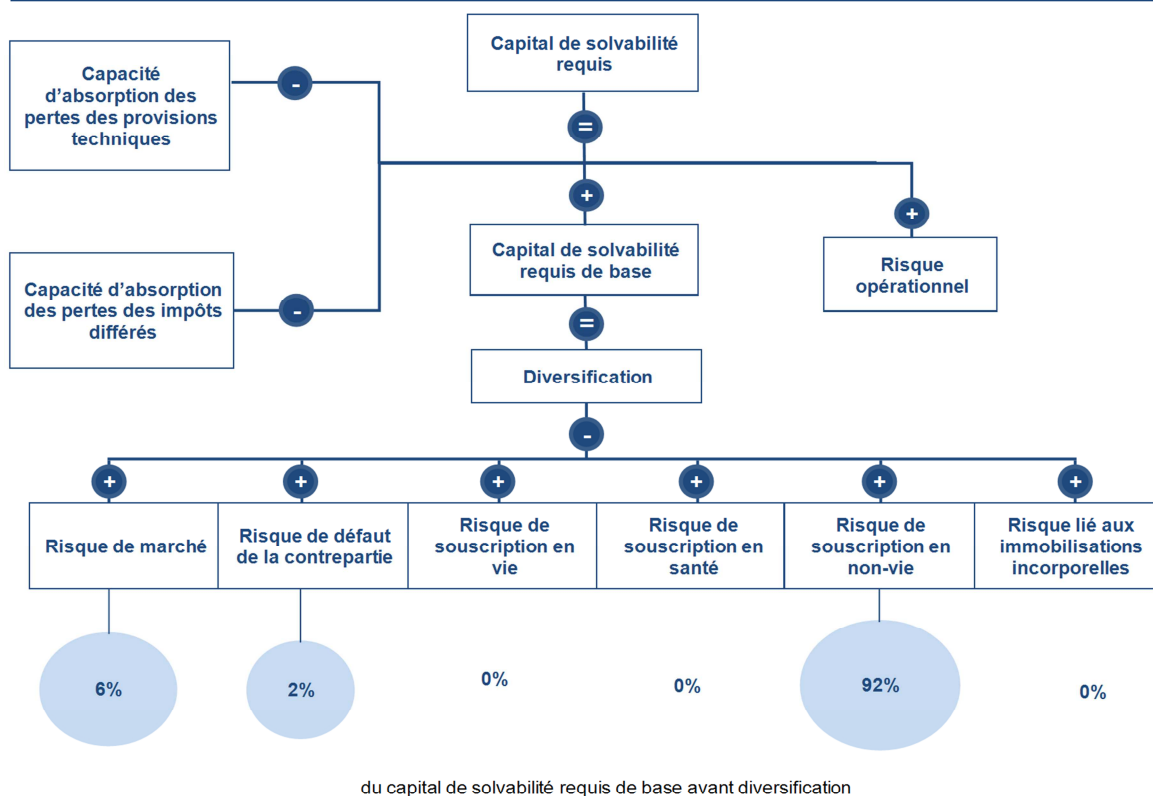 Capital de solvabilité
requis
Capacité
d'absorption des
pertes des provisions
techniques
-
=
+
+
Capital de solvabilité
requis de base
Risque
opérationnel
Capacité d'absorption
des pertes des impôts
différés
-
=
Diversification
-
+
+
+
+
+
+
Risque de marché
Risque de défaut
de la contrepartie
Risque de
souscription en
vie
Risque de
souscription en
santé
Risque de
souscription en
non-vie
Risque lié aux
immobilisations
incorporelles
6%
2%
0%
0%
92%
0%
du capital de solvabilité requis de base avant diversification